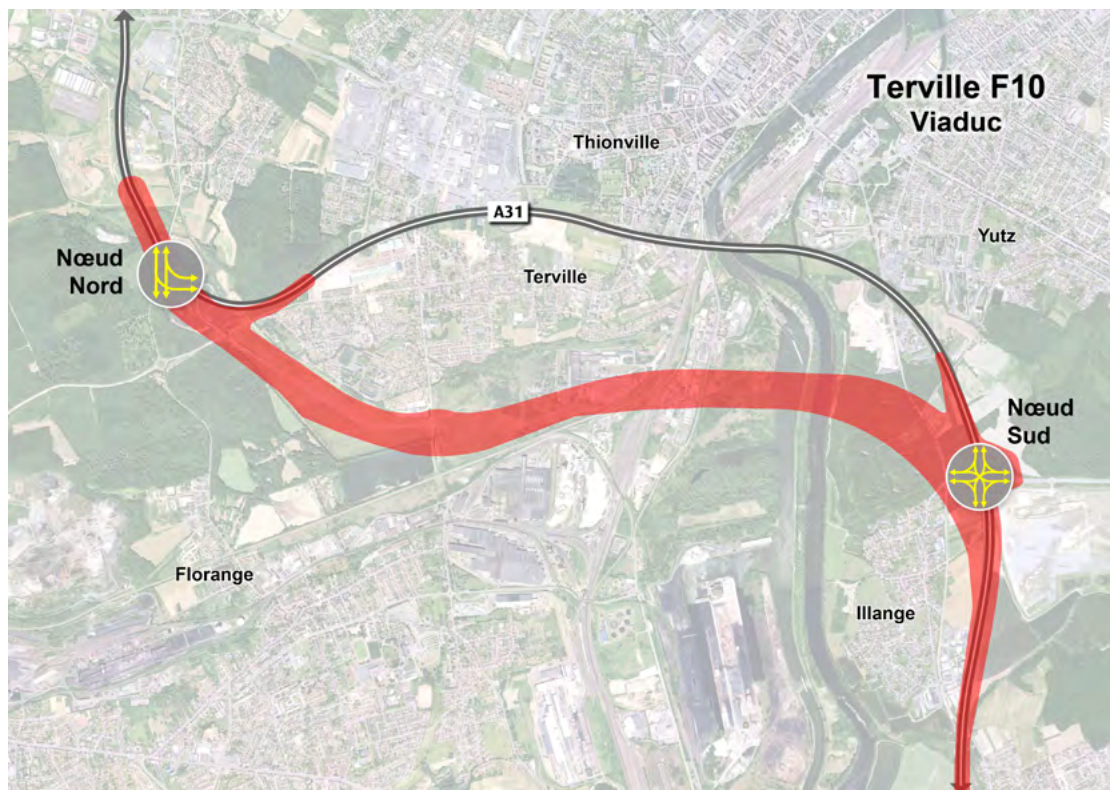 Terville F10
Viaduc
Thionville
A31
Yutz
Nœud
Nord
Terville
Nœud
Sud
Florange
Illange